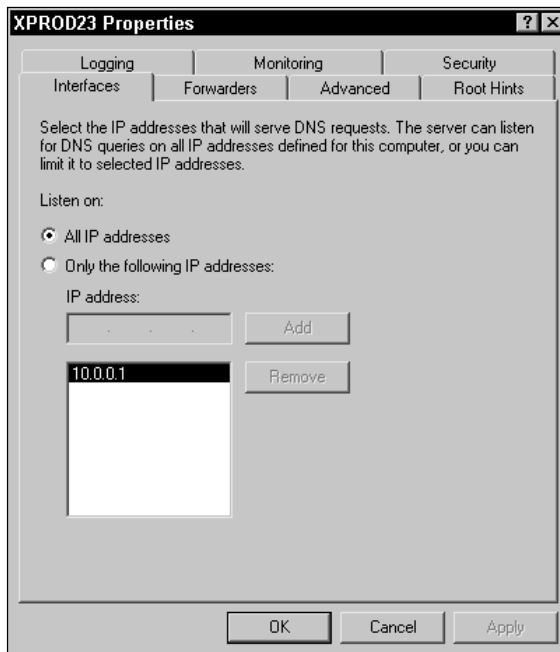 XPROD23 Properties
Logging
Monitoring
Security
Interfaces
Forwarders
Advanced
Root Hints
Select the IP addresses that will serve DNS requests. The server can listen
for DNS queries on all IP addresses defined for this computer, or you can
limit it to selected IP addresses.
Listen on:
All IP addresses
Only the following IP addresses:
IP address:
. . .
Add
10.0.0.1
Remove
OK
Cancel
Apply